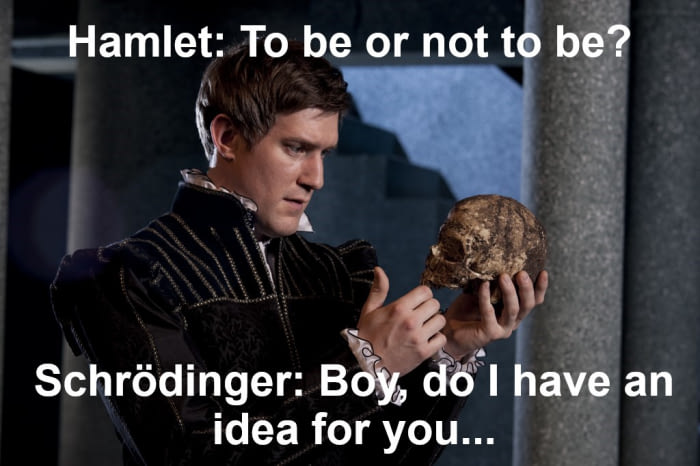 Hamlet: To be or not to be?
Schrödinger: Boy, do I have an
idea for you...